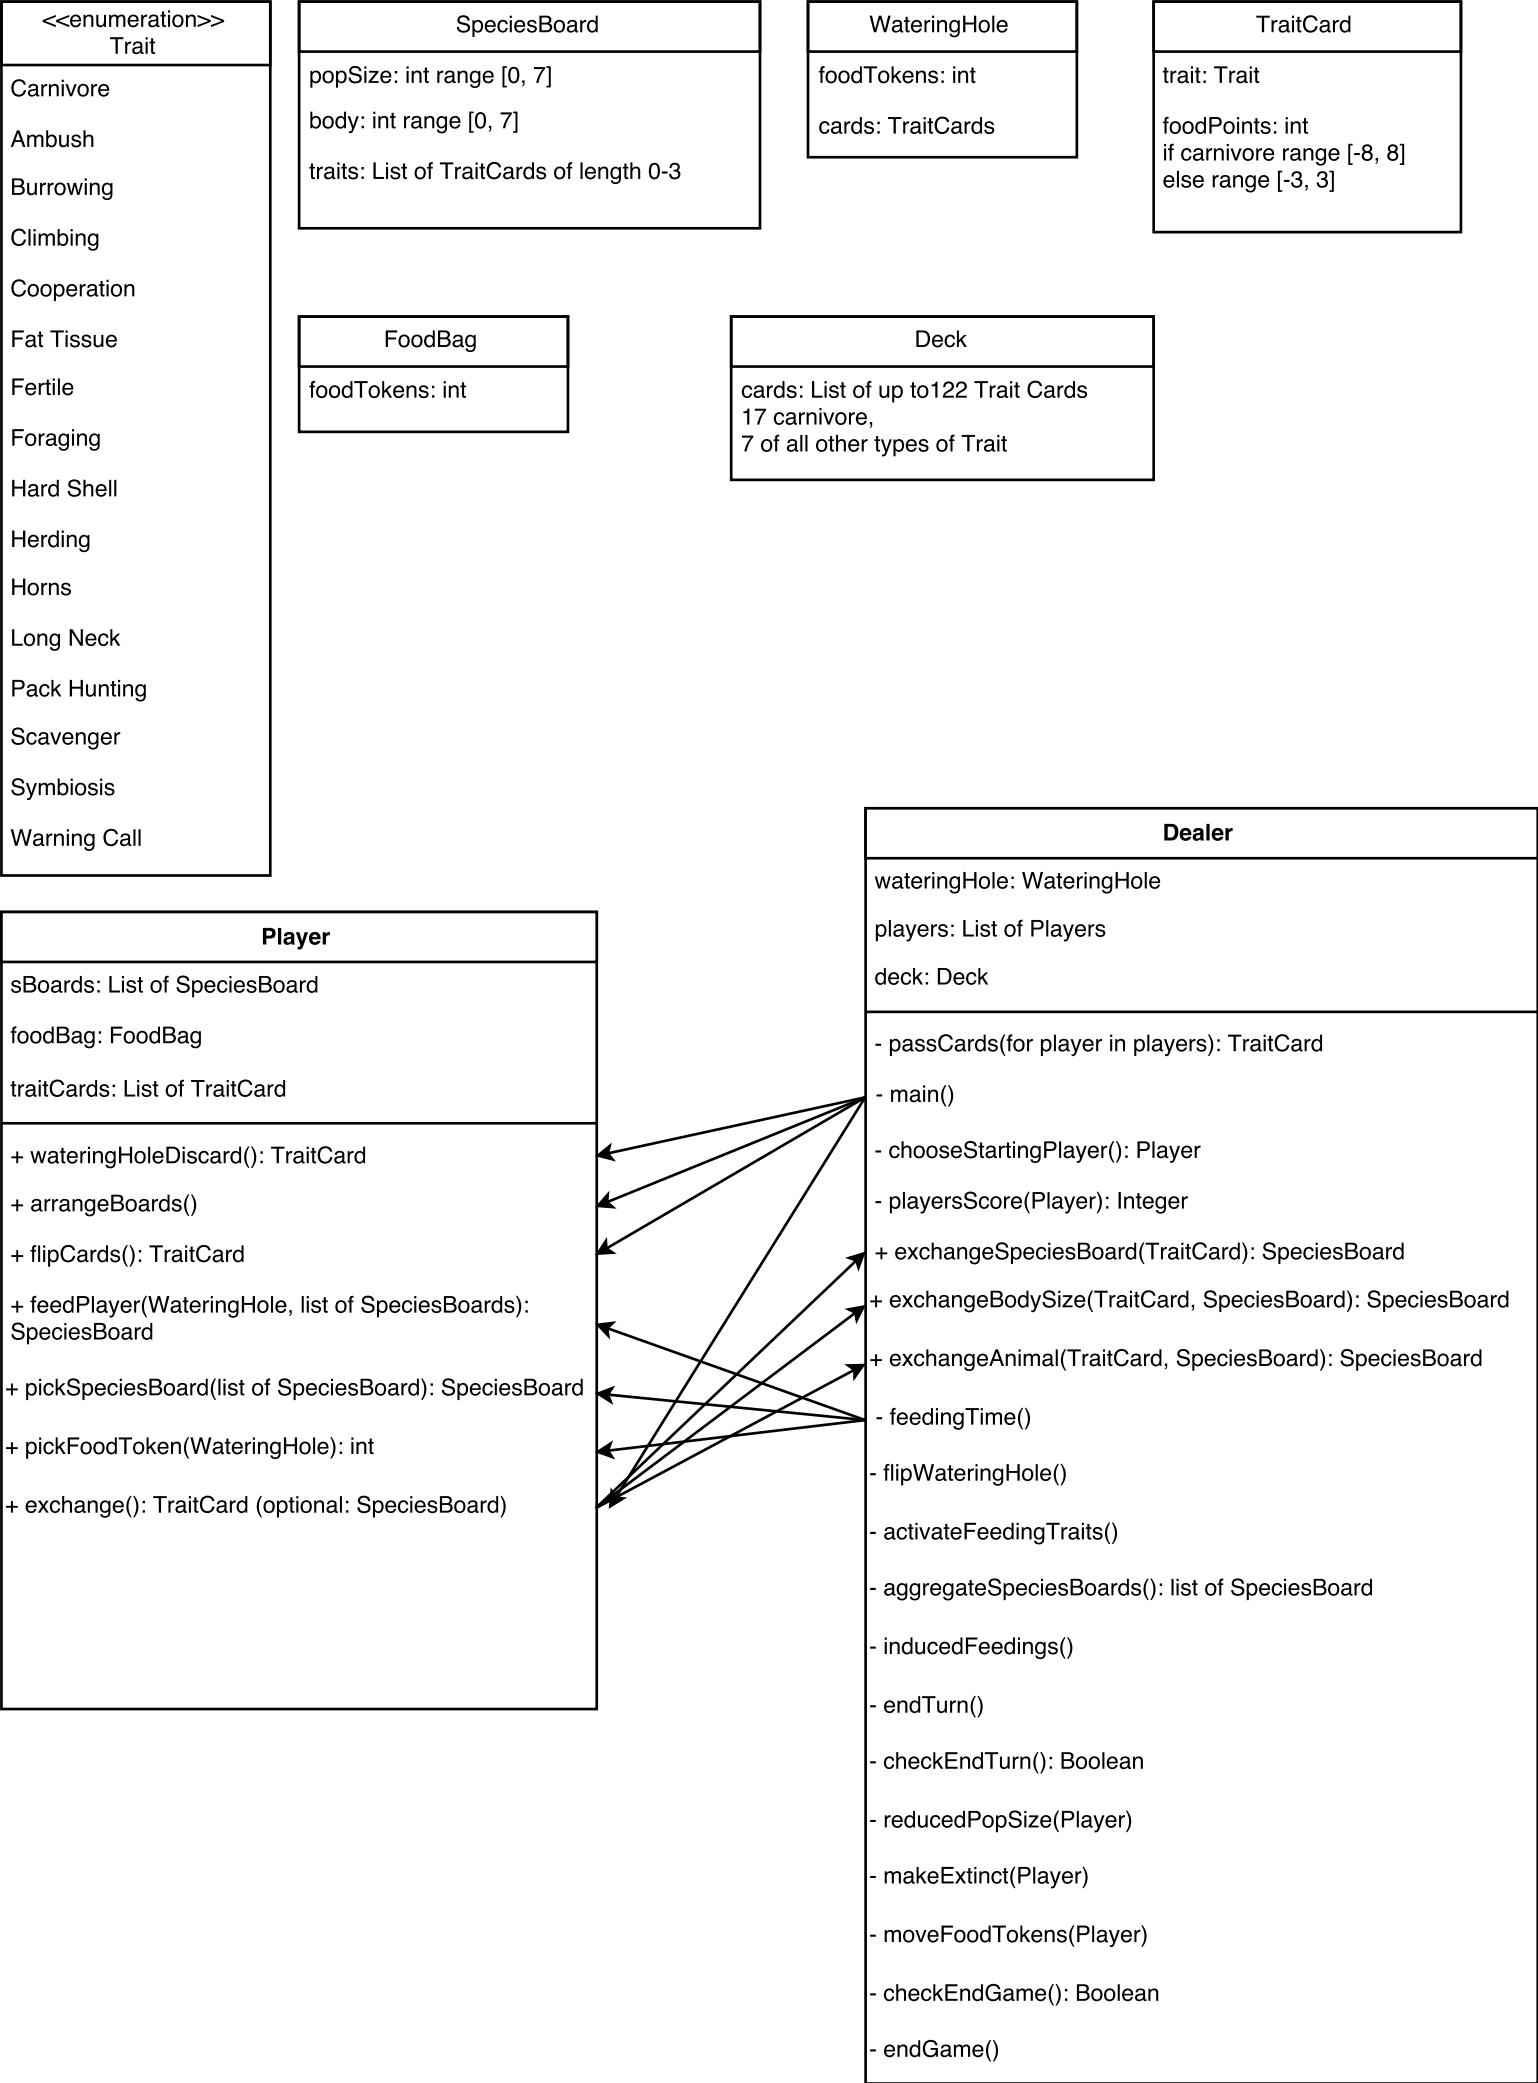 <<enumeration>>
Trait
Carnivore
Ambush
Burrowing
Climbing
Cooperation
Fat Tissue
Fertile
Foraging
Hard Shell
Herding
Horns
Long Neck
Pack Hunting
Scavenger
Symbiosis
Warning Call
SpeciesBoard
popSize: int range [0, 7]
body: int range [0, 7]
traits: List of TraitCards of length 0-3
WateringHole
foodTokens: int
cards: TraitCards
TraitCard
trait: Trait
foodPoints: int
if carnivore range [-8, 8]
else range [-3, 3]
FoodBag
foodTokens: int
Deck
cards: List of up to122 Trait Cards
17 carnivore,
7 of all other types of Trait
Player
sBoards: List of SpeciesBoard
foodBag: FoodBag
traitCards: List of TraitCard
+ wateringHoleDiscard(): TraitCard
+ arrangeBoards()
+ flipCards(): TraitCard
+ feedPlayer(WateringHole, list of SpeciesBoards):
SpeciesBoard
+ pickSpeciesBoard(list of SpeciesBoard): SpeciesBoard
+ pickFoodToken(WateringHole): int
+ exchange(): TraitCard (optional: SpeciesBoard)
Dealer
wateringHole: WateringHole
players: List of Players
deck: Deck
- passCards(for player in players): TraitCard
- main()
- chooseStartingPlayer(): Player
- playersScore(Player): Integer
+ exchangeSpeciesBoard(TraitCard): SpeciesBoard
+ exchangeBodySize(TraitCard, SpeciesBoard): SpeciesBoard
+ exchangeAnimal(TraitCard, SpeciesBoard): SpeciesBoard
- feedingTime()
- flipWateringHole()
- activateFeedingTraits()
- aggregateSpeciesBoards(): list of SpeciesBoard
- inducedFeedings()
- endTurn()
- checkEndTurn(): Boolean
- reducedPopSize(Player)
- makeExtinct(Player)
- moveFoodTokens(Player)
- checkEndGame(): Boolean
- endGame()